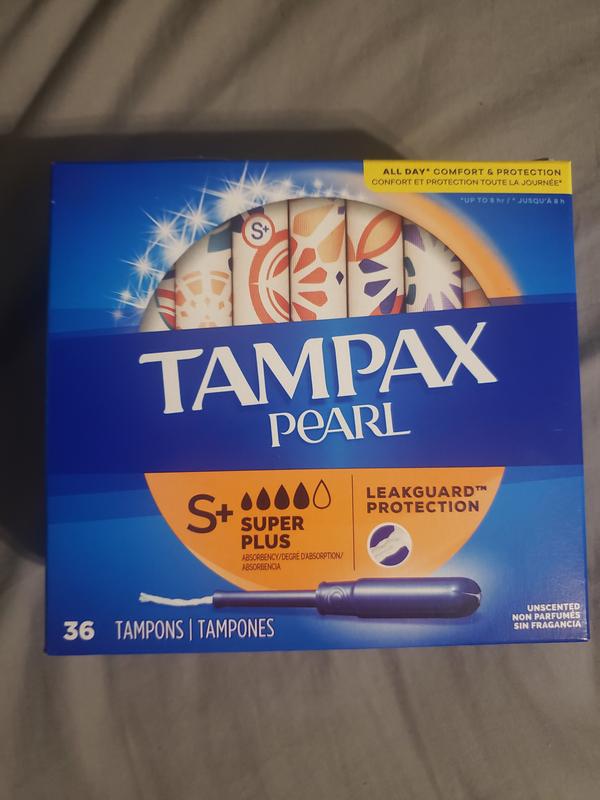 ALL DAY* COMFORT & PROTECTION
CONFORT ET PROTECTION TOUTE LA JOURNÉE*
*UP TO 8 hr / * JUSQU'À 8 h
S+
TAMPAX
PEARL
S+
SUPER
PLUS
ABSORBENCY/DEGRÉ D'ABSORPTION/
ABSORBENCIA
LEAKGUARD™
PROTECTION
36 TAMPONS | TAMPONES
UNSCENTED
NON PARFUMÉS
SIN FRAGANCIA